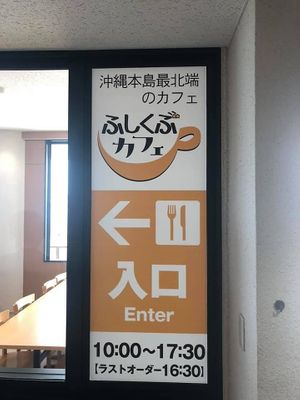 沖縄本島最北端
のカフェ
ふしくぶ
カフェ
入口
Enter
10:00〜17:30
【ラストオーダー16:30】